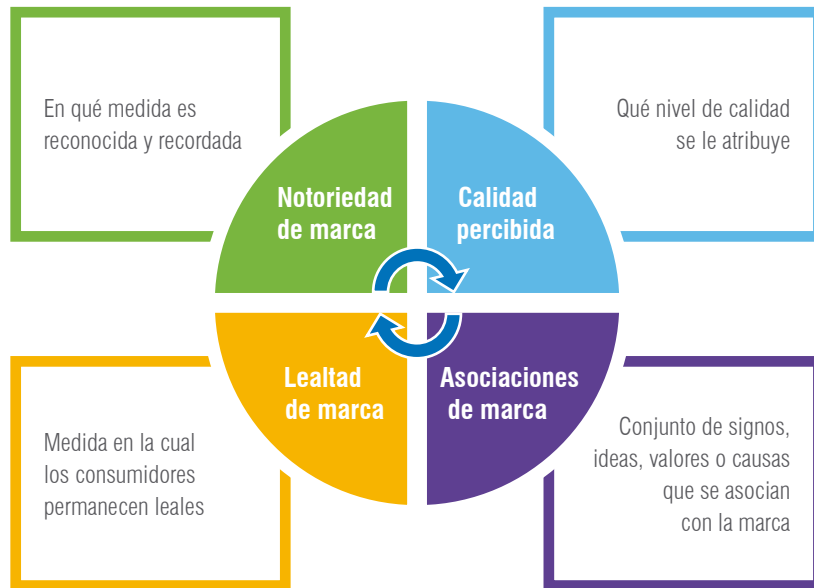 En qué medida es
reconocida y recordada
Notoriedad
de marca
Qué nivel de calidad
se le atribuye
Calidad
percibida
Lealtad
de marca
Medida en la cual
los consumidores
permanecen leales
Asociaciones
de marca
Conjunto de signos,
ideas, valores o causas
que se asocian
con la marca